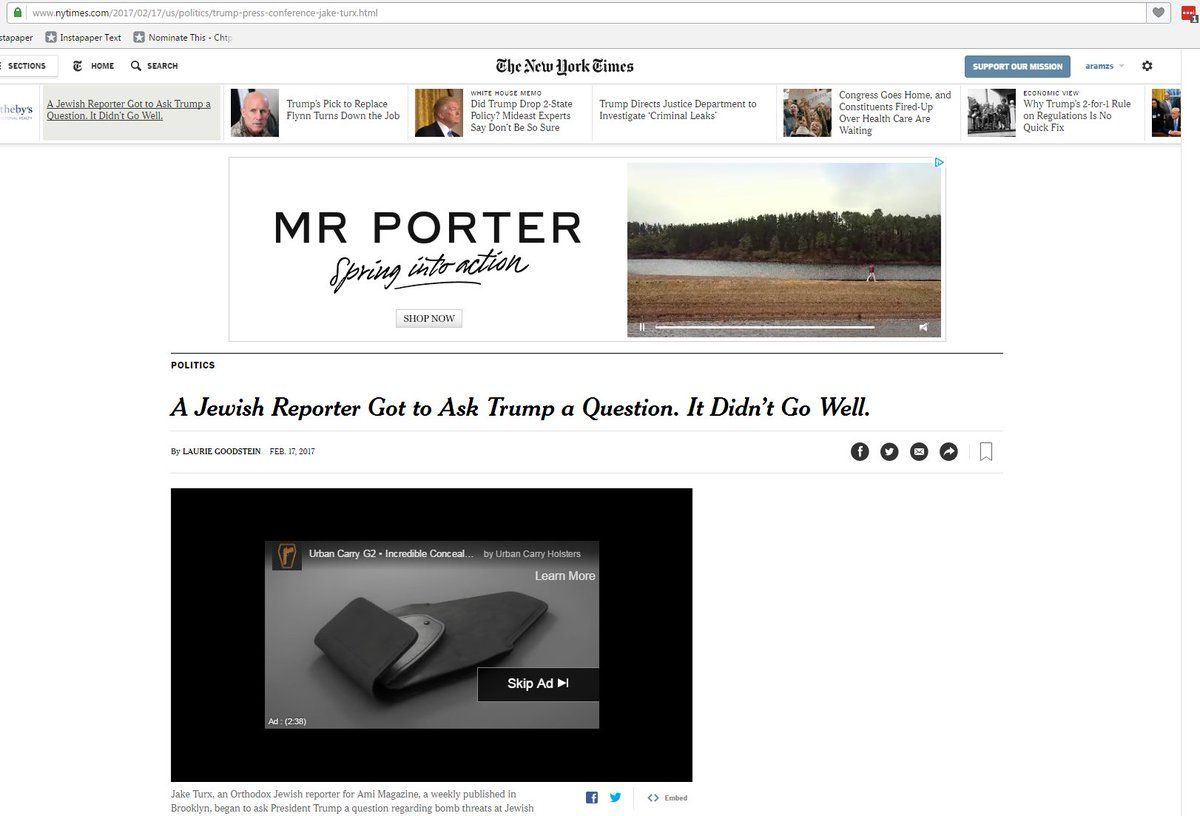 www.nytimes.com/2017/02/17/us/politics/trump-press-conference-jake-turx.html
1
stapaper
Instapaper Text
Nominate This - Cht
SECTIONS
HOME
SEARCH
The New York Times
SUPPORT OUR MISSION
aramzs
theby's
A Jewish Reporter Got to Ask Trump a
Question. It Didn't Go Well.
Trump's Pick to Replace
Flynn Turns Down the Job
WHITE HOUSE MEMO
Did Trump Drop 2-State
Policy? Mideast Experts
Say Don't Be So Sure
Trump Directs Justice Department to
Investigate 'Criminal Leaks'
Congress Goes Home, and
Constituents Fired-Up
Over Health Care Are
Waiting
ECONOMIC VIEW
Why Trump's 2-for-1 Rule
on Regulations Is No
Quick Fix
MR PORTER
Spring into action
SHOP NOW
POLITICS
A Jewish Reporter Got to Ask Trump a Question. It Didn't Go Well.
By LAURIE GOODSTEIN FEB. 17, 2017
Urban Carry G2 • Incredible Conceal... by Urban Carry Holsters
Learn More
Skip Ad
Ad : (2:38)
Jake Turx, an Orthodox Jewish reporter for Ami Magazine, a weekly published in
Brooklyn, began to ask President Trump a question regarding bomb threats at Jewish
Embed